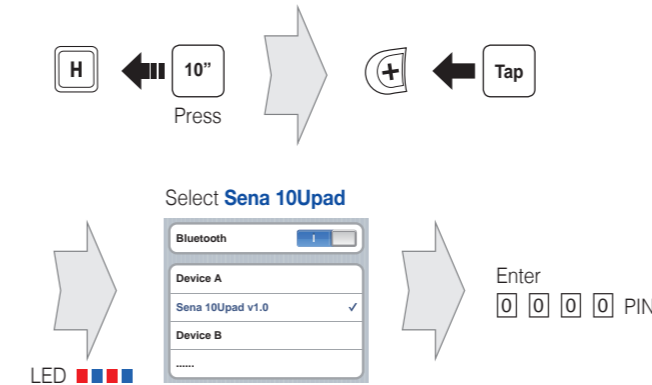 H
10”
Press
+
Tap
LED
Select Sena 10Upad
Bluetooth
I
Device A
Sena 10Upad v1.0 ✓
Device B
......
Enter
0 0 0 0 PIN